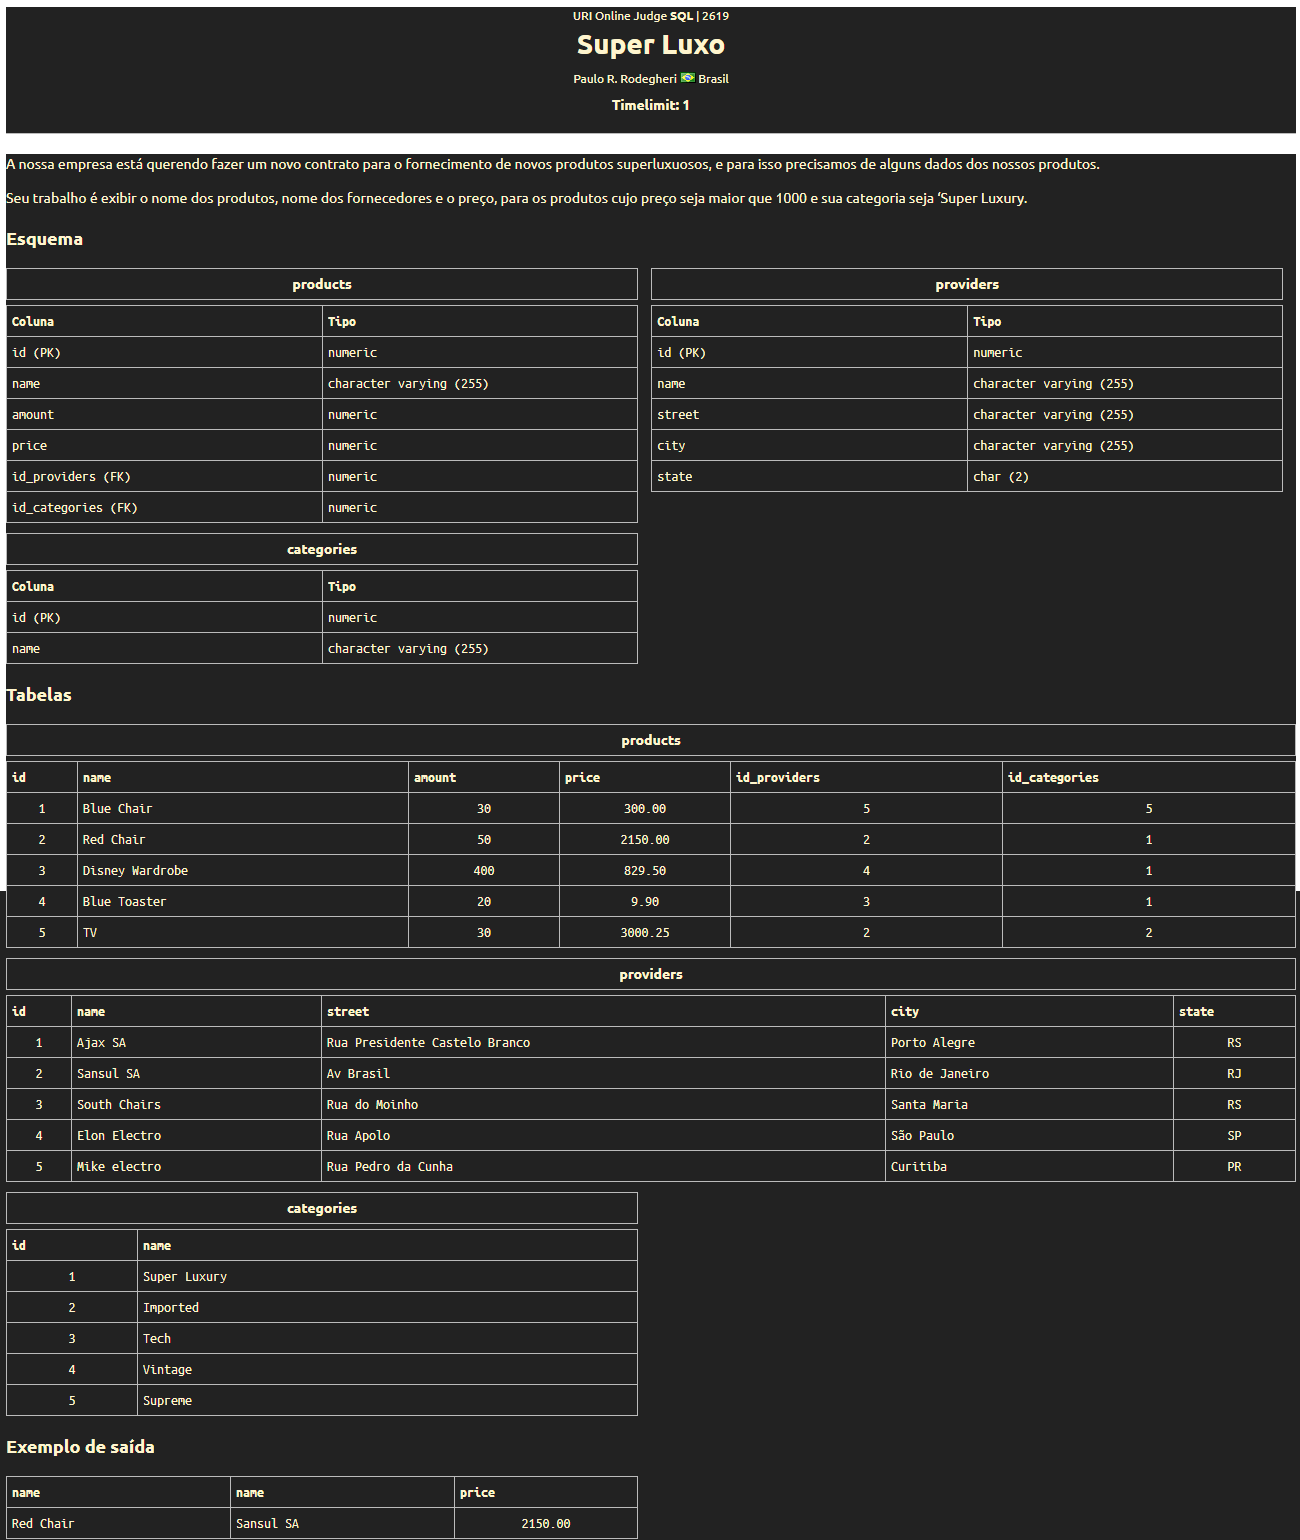 URI Online Judge SQL | 2619
Super Luxo
Paulo R. Rodegheri Brasil
Timelimit: 1
A nossa empresa está querendo fazer um novo contrato para o fornecimento de novos produtos superluxuosos, e para isso precisamos de alguns dados dos nossos produtos.
Seu trabalho é exibir o nome dos produtos, nome dos fornecedores e o preço, para os produtos cujo preço seja maior que 1000 e sua categoria seja ‘Super Luxury.
Esquema
products
Coluna Tipo
id (PK) numeric
name character varying (255)
amount numeric
price numeric
id_providers (FK) numeric
id_categories (FK) numeric
providers
Coluna Tipo
id (PK) numeric
name character varying (255)
street character varying (255)
city character varying (255)
state char (2)
categories
Coluna Tipo
id (PK) numeric
name character varying (255)
Tabelas
products
id name amount price id_providers id_categories
1 Blue Chair 30 300.00 5 5
2 Red Chair 50 2150.00 2 1
3 Disney Wardrobe 400 829.50 4 1
4 Blue Toaster 20 9.90 3 1
5 TV 30 3000.25 2 2
providers
id name street city state
1 Ajax SA Rua Presidente Castelo Branco Porto Alegre RS
2 Sansul SA Av Brasil Rio de Janeiro RJ
3 South Chairs Rua do Moinho Santa Maria RS
4 Elon Electro Rua Apolo São Paulo SP
5 Mike electro Rua Pedro da Cunha Curitiba PR
categories
id name
1 Super Luxury
2 Imported
3 Tech
4 Vintage
5 Supreme
Exemplo de saída
name name price
Red Chair Sansul SA 2150.00